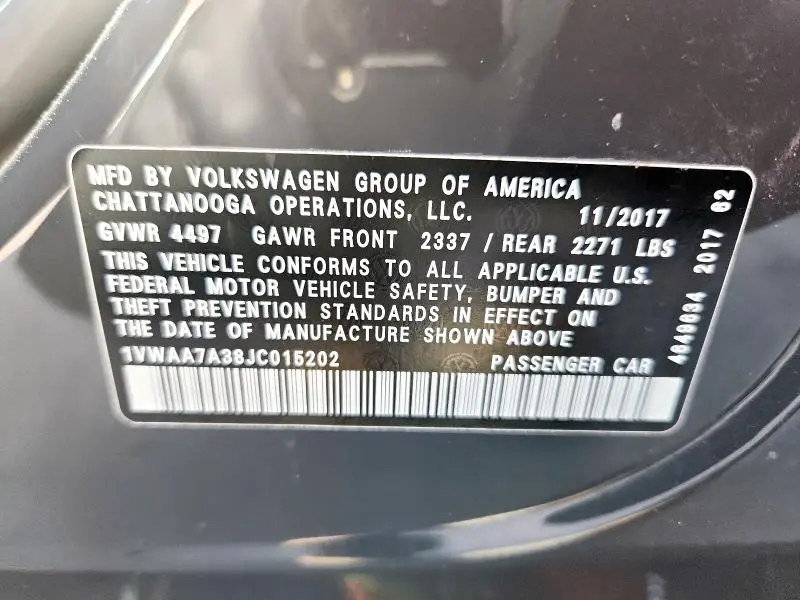 MFD BY VOLKSWAGEN GROUP OF AMERICA
CHATTANOOGA OPERATIONS, LLC. 11/2017
GVWR 4497 GAWR FRONT 2337 / REAR 2271 LBS
THIS VEHICLE CONFORMS TO ALL APPLICABLE U.S.
FEDERAL MOTOR VEHICLE SAFETY, BUMPER AND
THEFT PREVENTION STANDARDS IN EFFECT ON
THE DATE OF MANUFACTURE SHOWN ABOVE
1VWAA7A38JC015202 PASSENGER CAR
4649634 2017 62